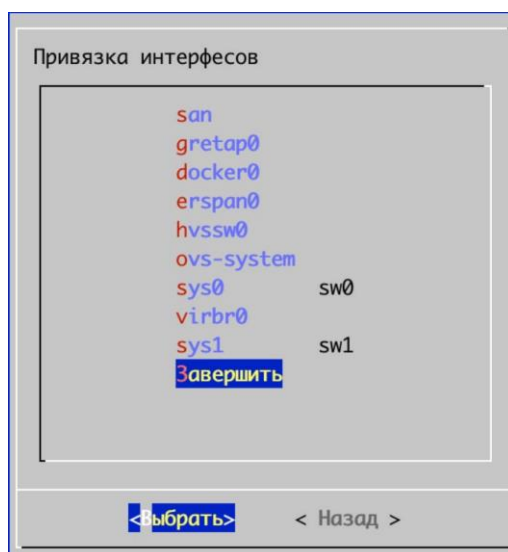 Привязка интерфесов
san
gretap0
docker0
erspan0
hvssw0
ovs-system
sys0 sw0
virbr0
sys1 sw1
Завершить
<Выбрать> < Назад >